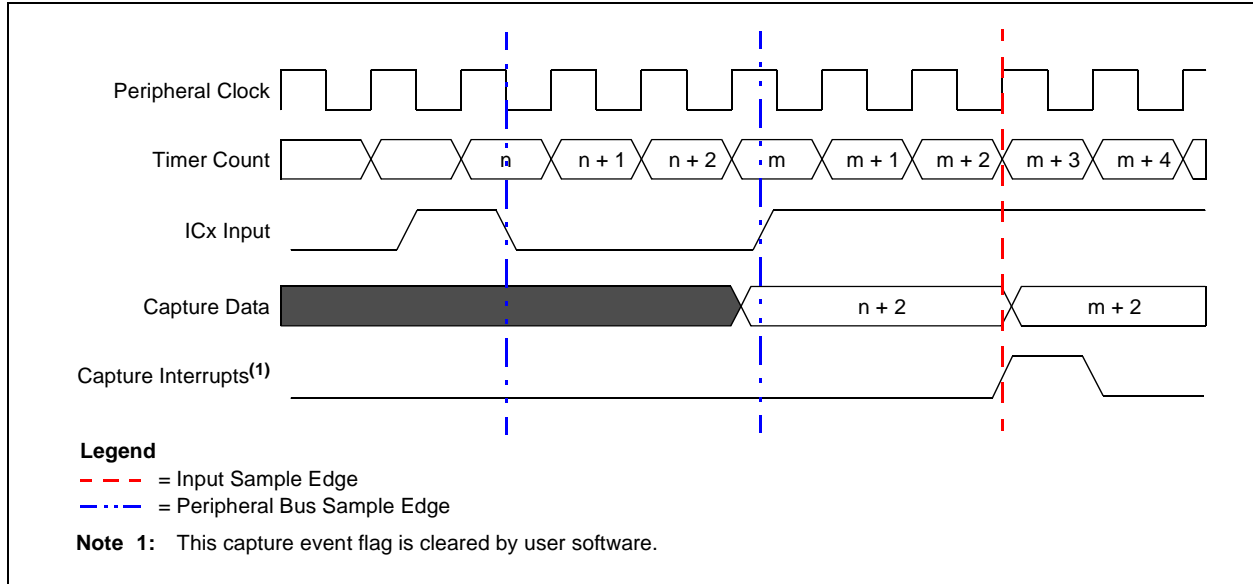 Peripheral Clock
Timer Count
n n + 1 n + 2 m m + 1 m + 2 m + 3 m + 4
ICx Input
Capture Data
n + 2 m + 2
Capture Interrupts(1)
Legend
= Input Sample Edge
= Peripheral Bus Sample Edge
Note 1: This capture event flag is cleared by user software.